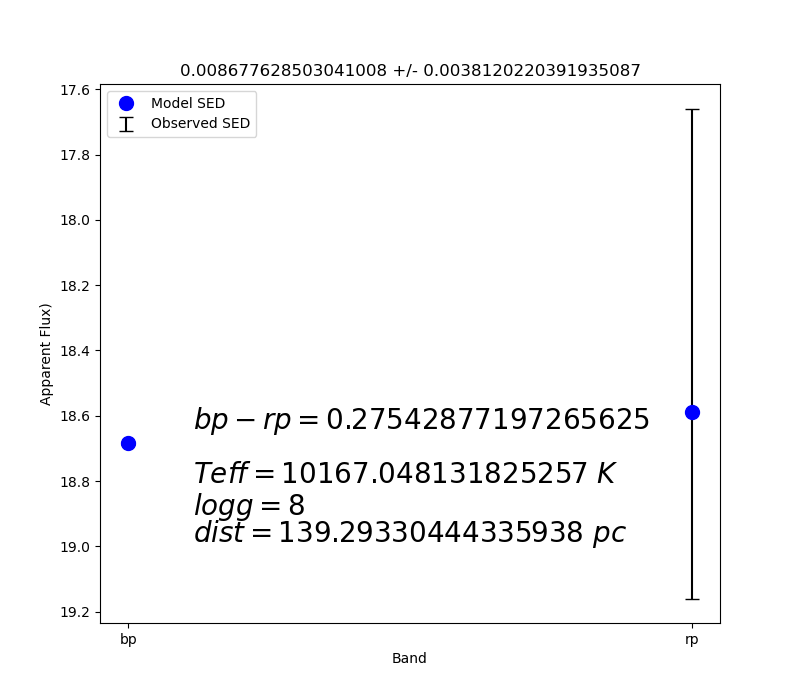 0.008677628503041008 +/- 0.0038120220391935087
17.6
Model SED
Observed SED
17.8
18.0
18.2
18.4
18.6
18.8
19.0
19.2
Apparent Flux)
bp − rp = 0.27542877197265625
Teff = 10167.048131825257 K
logg = 8
dist = 139.29330444335938 pc
bp
rp
Band